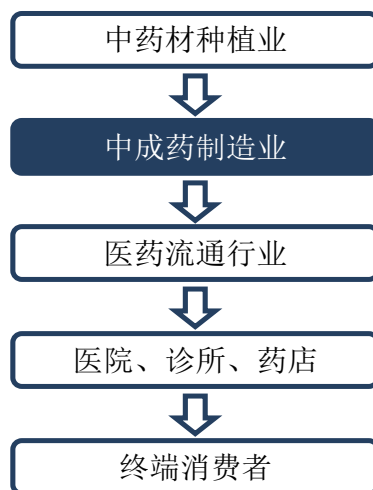 中药材种植业
中成药制造业
医药流通行业
医院、诊所、药店
终端消费者